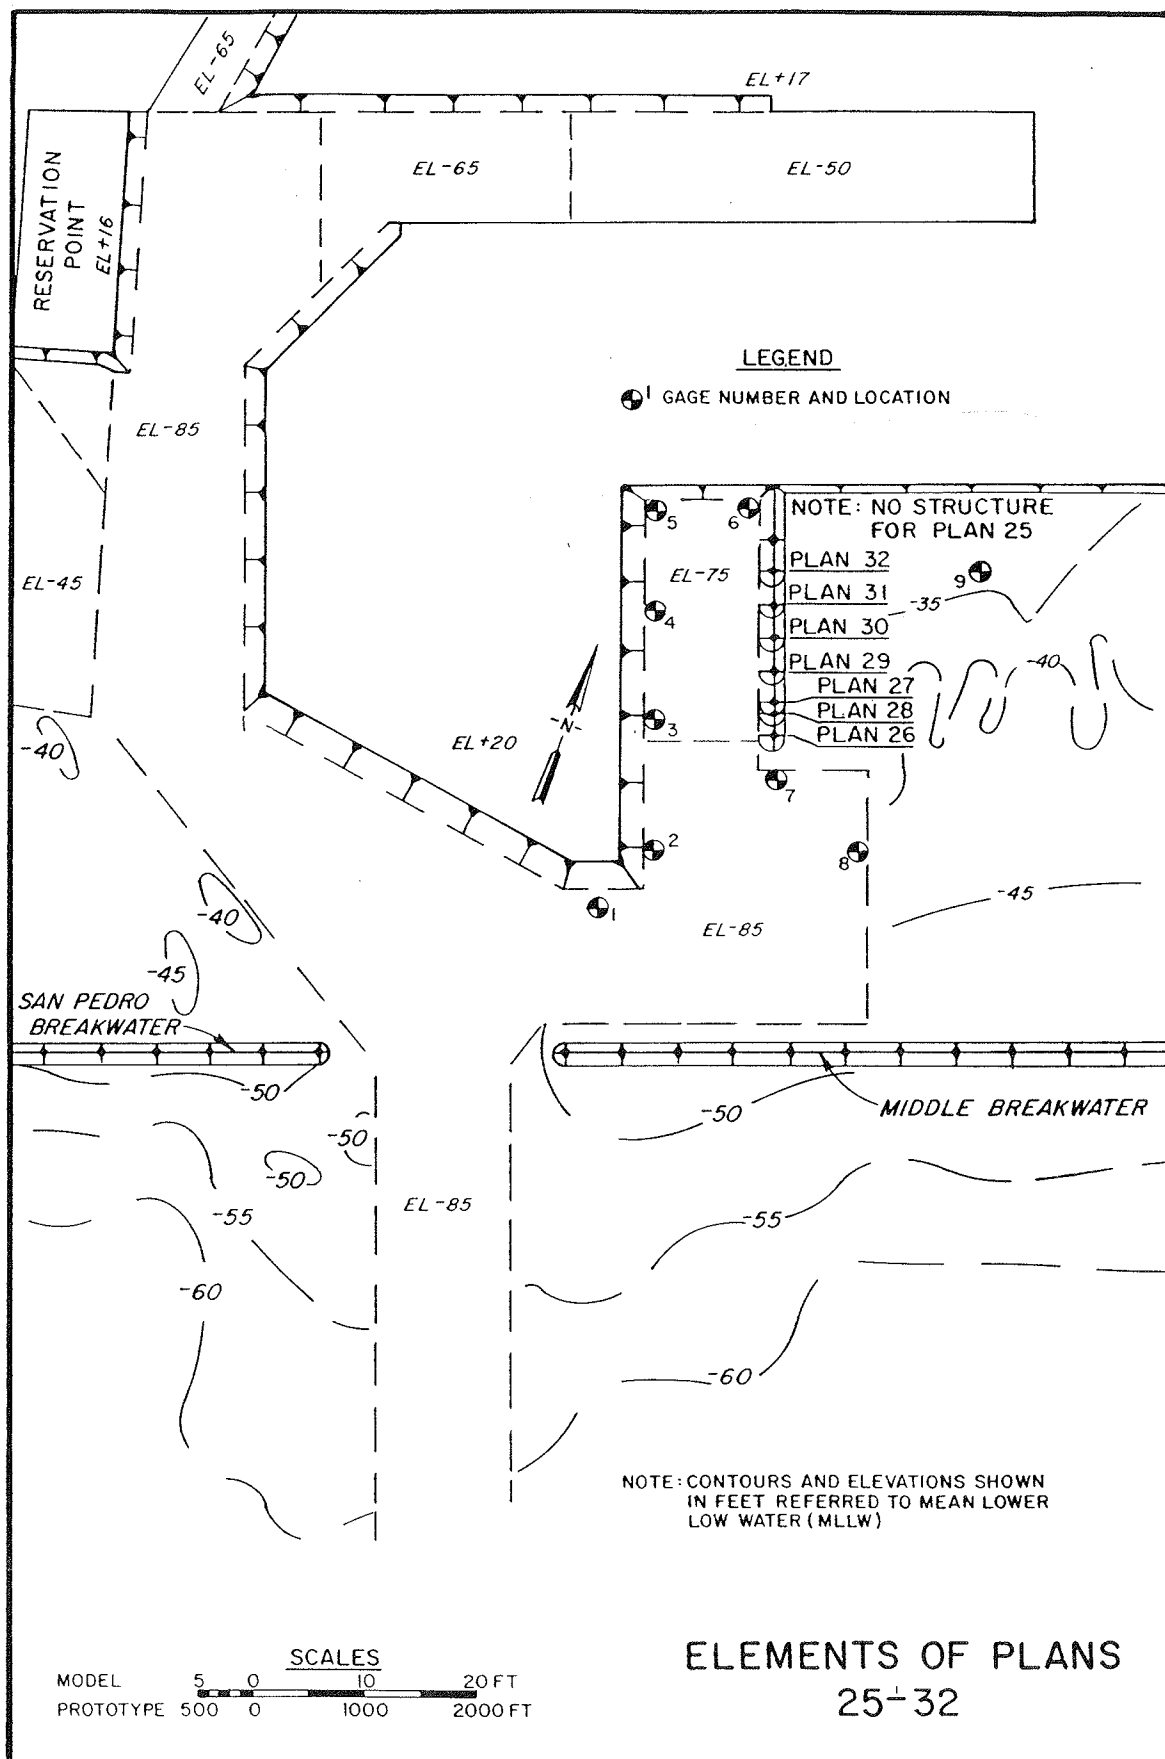 EL-65
EL+17
EL-65
EL-50
RESERVATION
POINT
EL+16
LEGEND
1 GAGE NUMBER AND LOCATION
EL-85
5
6
NOTE: NO STRUCTURE
FOR PLAN 25
EL-45
EL-75
PLAN 32
9
PLAN 31
-35
4
PLAN 30
PLAN 29
-40
PLAN 27
PLAN 28
PLAN 26
3
-N-
EL+20
-40
7
2
8
-40
1
-45
EL-85
-45
SAN PEDRO
BREAKWATER
-50
-50
MIDDLE BREAKWATER
-50
-50
EL-85
-55
-55
-60
-60
NOTE: CONTOURS AND ELEVATIONS SHOWN
IN FEET REFERRED TO MEAN LOWER
LOW WATER (MLLW)
SCALES
MODEL 5 0 10 20 FT
PROTOTYPE 500 0 1000 2000 FT
ELEMENTS OF PLANS
25-32